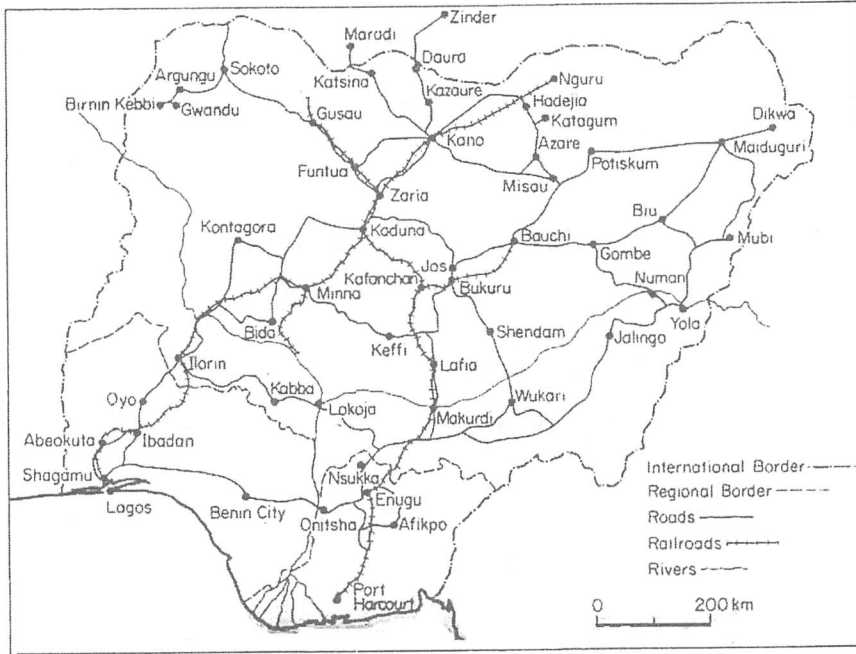 Zinder
Maradi
Daura
Sokoto
Argungu
Katsina
Nguru
Birnin Kebbi
Gwandu
Kazaure
Hadejia
Gusau
Katagum
Dikwa
Kano
Azare
Maiduguri
Potiskum
Funtua
Misau
Zaria
Biu
Kontagora
Kaduna
Bauchi
Mubi
Gombe
Jos
Kafanchan
Numan
Minna
Bukuru
Bida
Shendam
Yola
Keffi
Jalingo
Ilorin
Lafia
Kabba
Wukari
Oyo
Lokoja
Makurdi
Abeokuta
Ibadan
Nsukka
International Border
Shagamu
Enugu
Regional Border
Lagos
Benin City
Onitsha
Afikpo
Roads
Railroads
Rivers
Port
Harcourt
0 200 km